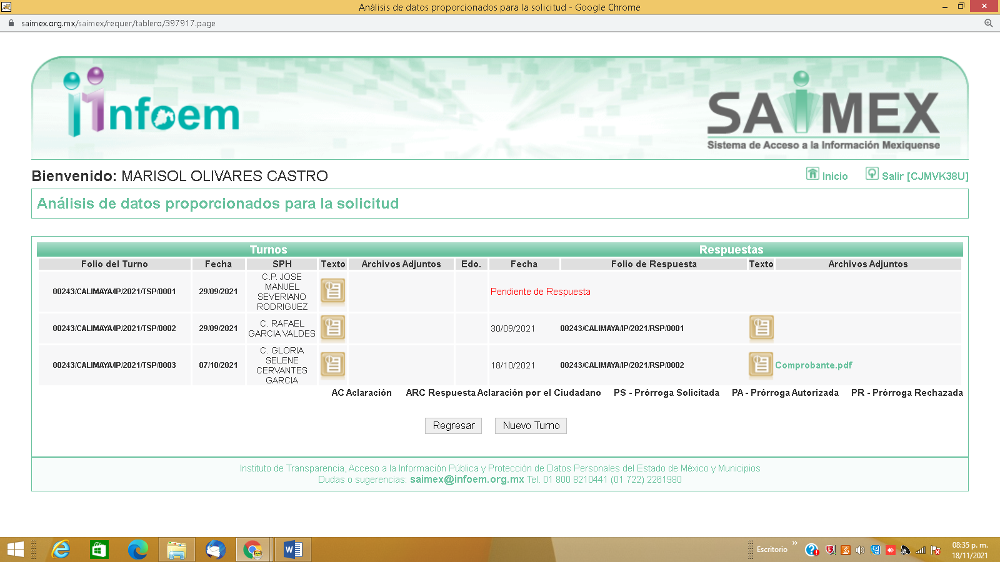 Análisis de datos proporcionados para la solicitud - Google Chrome
saimex.org.mx/saimex/requer/tablero/397917.page
infoem
SAIMEX
Sistema de Acceso a la Información Mexiquense
Bienvenido: MARISOL OLIVARES CASTRO
Inicio Salir [CJMVK38U]
Análisis de datos proporcionados para la solicitud
Turnos Respuestas
Folio del Turno Fecha SPH Texto Archivos Adjuntos Edo. Fecha Folio de Respuesta Texto Archivos Adjuntos
00243/CALIMAYA/IP/2021/TSP/0001 29/09/2021 C.P. JOSE MANUEL SEVERIANO RODRIGUEZ Pendiente de Respuesta
00243/CALIMAYA/IP/2021/TSP/0002 29/09/2021 C. RAFAEL GARCIA VALDES 30/09/2021 00243/CALIMAYA/IP/2021/RSP/0001
00243/CALIMAYA/IP/2021/TSP/0003 07/10/2021 C. GLORIA SELENE CERVANTES GARCIA 18/10/2021 00243/CALIMAYA/IP/2021/RSP/0002 Comprobante.pdf
AC Aclaración ARC Respuesta Aclaración por el Ciudadano PS - Prórroga Solicitada PA - Prórroga Autorizada PR - Prórroga Rechazada
Regresar Nuevo Turno
Instituto de Transparencia, Acceso a la Información Pública y Protección de Datos Personales del Estado de México y Municipios
Dudas o sugerencias: saimex@infoem.org.mx Tel. 01 800 8210441 (01 722) 2261980
Escritorio
08:35 p. m.
18/11/2021